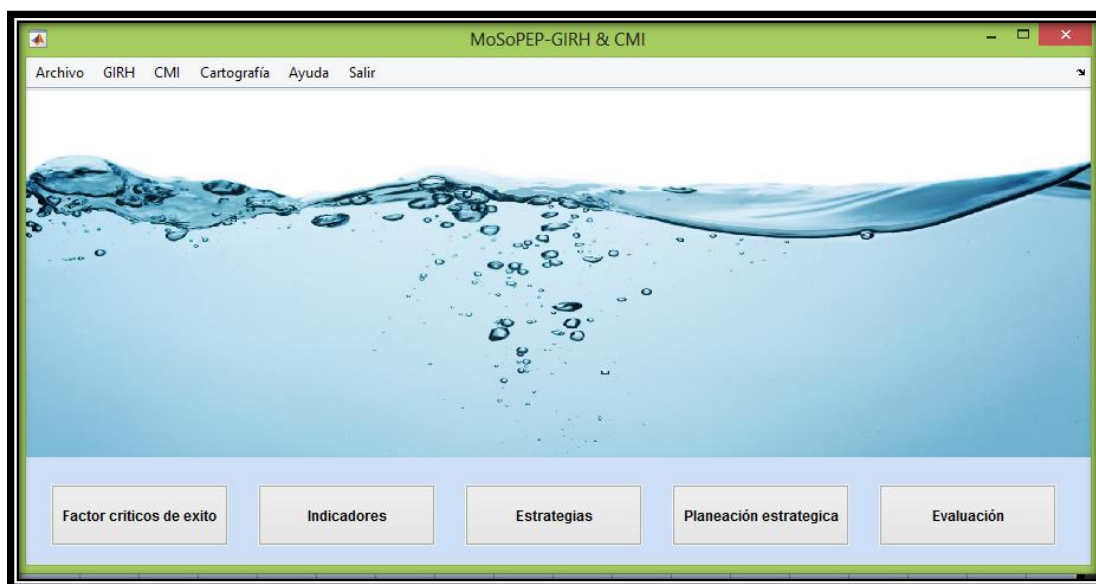 MoSoPEP-GIRH & CMI
Archivo GIRH CMI Cartografía Ayuda Salir
Factor criticos de exito Indicadores Estrategias Planeación estrategica Evaluación